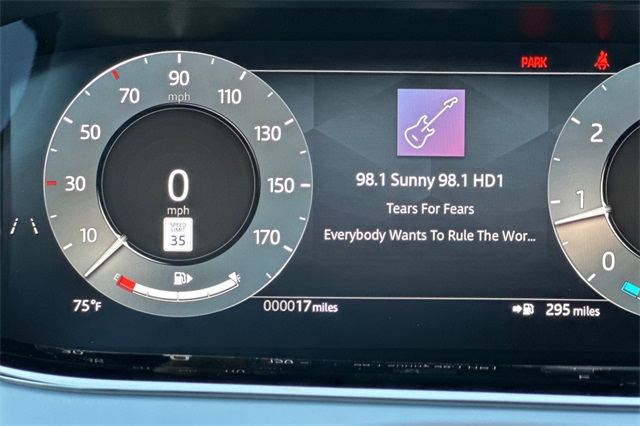 PARK
90
mph
70
110
50
130
30
150
10
170
0
mph
SPEED
LIMIT
35
E
F
75°F
98.1 Sunny 98.1 HD1
Tears For Fears
Everybody Wants To Rule The Wor...
000017 miles
295 miles
2
1
0